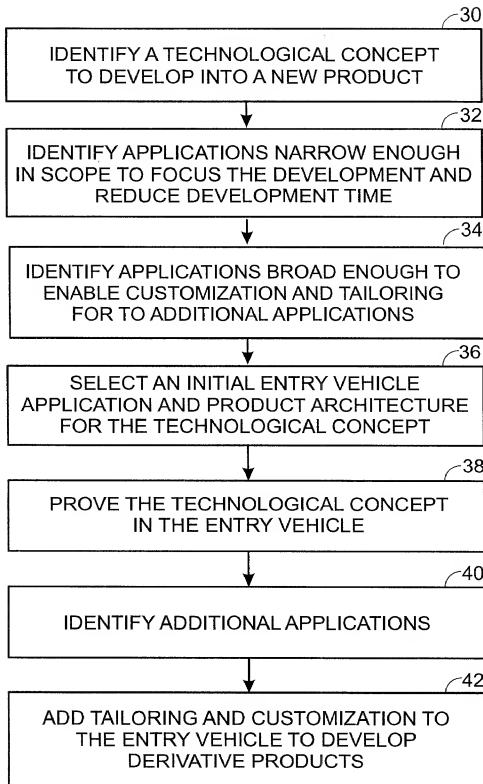 30
IDENTIFY A TECHNOLOGICAL CONCEPT
TO DEVELOP INTO A NEW PRODUCT
32
IDENTIFY APPLICATIONS NARROW ENOUGH
IN SCOPE TO FOCUS THE DEVELOPMENT AND
REDUCE DEVELOPMENT TIME
34
IDENTIFY APPLICATIONS BROAD ENOUGH TO
ENABLE CUSTOMIZATION AND TAILORING
FOR TO ADDITIONAL APPLICATIONS
36
SELECT AN INITIAL ENTRY VEHICLE
APPLICATION AND PRODUCT ARCHITECTURE
FOR THE TECHNOLOGICAL CONCEPT
38
PROVE THE TECHNOLOGICAL CONCEPT
IN THE ENTRY VEHICLE
40
IDENTIFY ADDITIONAL APPLICATIONS
42
ADD TAILORING AND CUSTOMIZATION TO
THE ENTRY VEHICLE TO DEVELOP
DERIVATIVE PRODUCTS